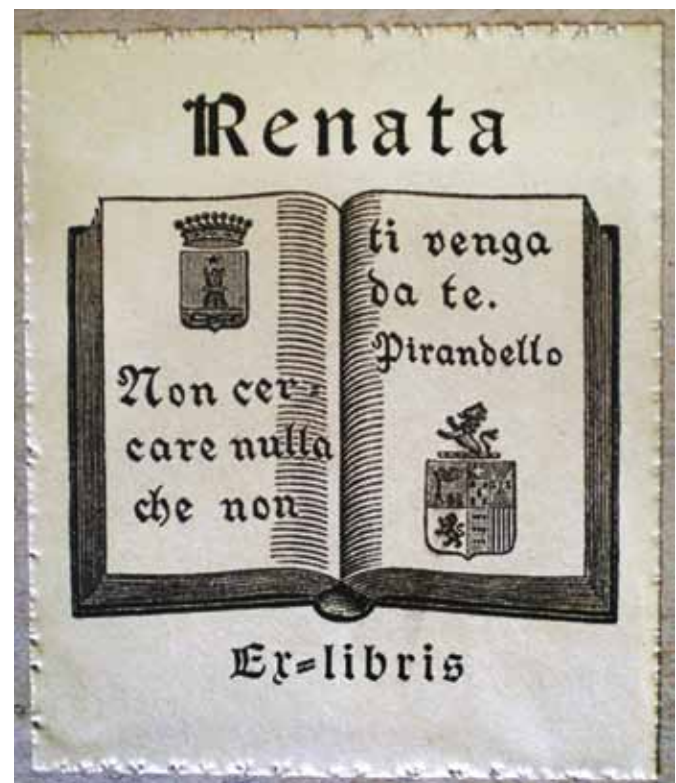 Renata
Non cer-
care nulla
che non
ti venga
da te.
Pirandello
Ex-libris